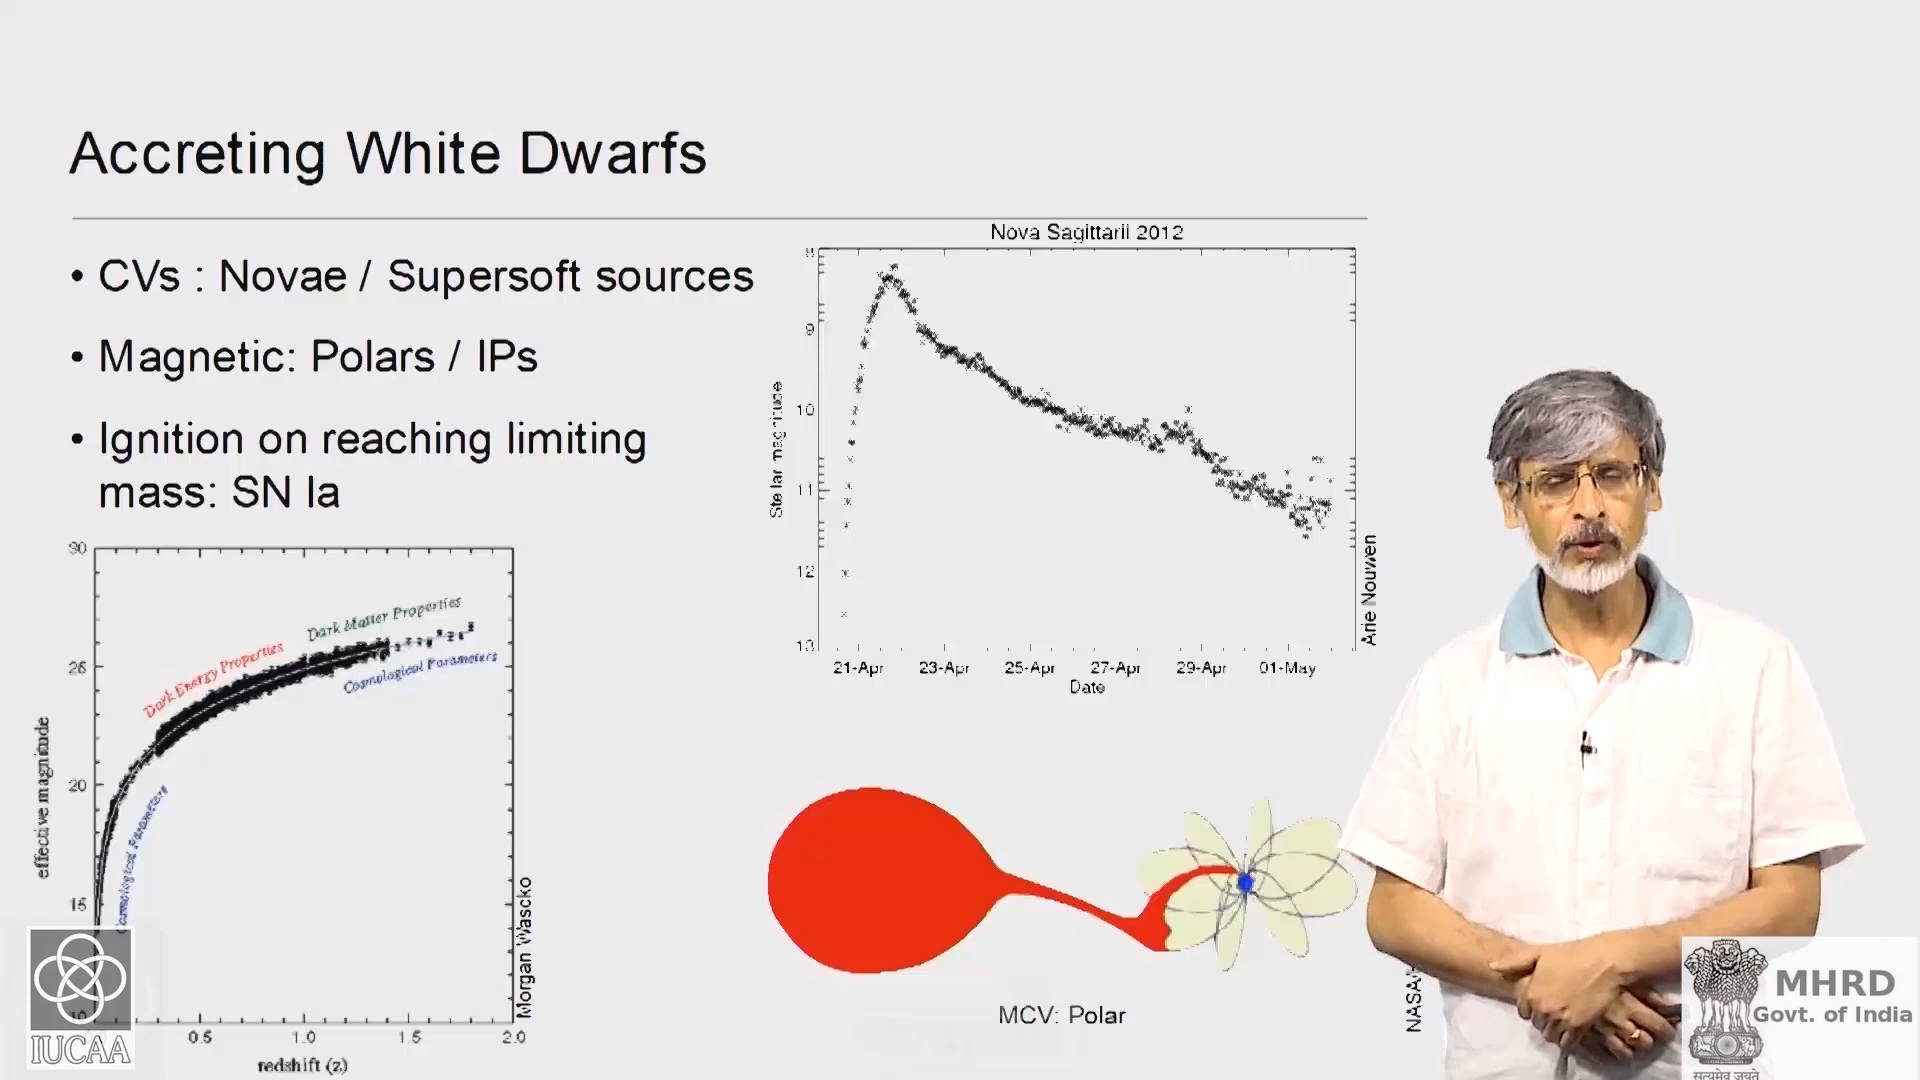 Accreting White Dwarfs
• CVs : Novae / Supersoft sources
• Magnetic: Polars / IPs
• Ignition on reaching limiting
mass: SN Ia
Nova Sagittarii 2012
8
9
10
11
12
13
Stellar magnitude
21-Apr 23-Apr 25-Apr 27-Apr 29-Apr 01-May
Date
Arie Nouwen
30
25
20
15
10
effective magnitude
Dark Energy Properties
Dark Matter Properties
Cosmological Parameters
Cosmological Parameters
0.5 1.0 1.5 2.0
redshift (z)
Morgan Wascko
MCV: Polar
NASA/
IUCAA
MHRD
Govt. of India
सत्यमेव जयते